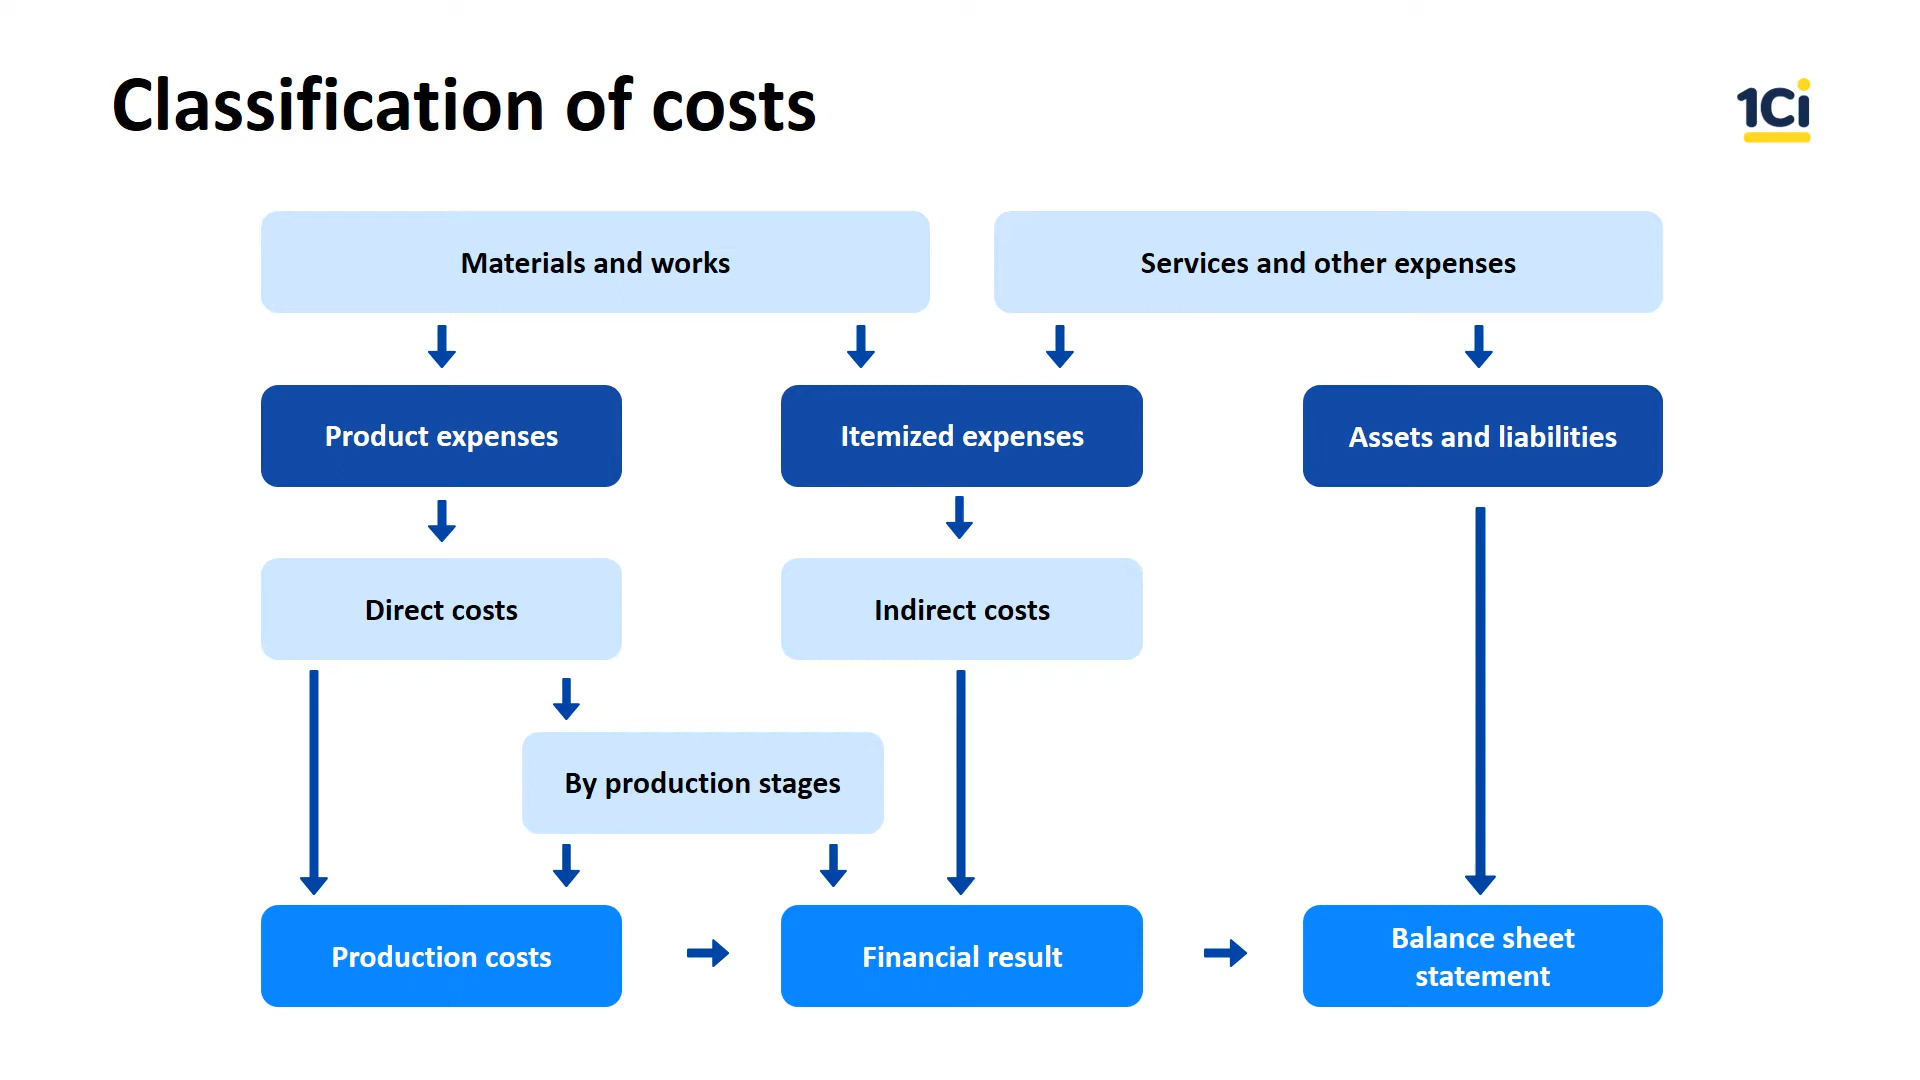 Classification of costs
1Ci
Materials and works
Services and other expenses
Product expenses
Itemized expenses
Assets and liabilities
Direct costs
Indirect costs
By production stages
Production costs
Financial result
Balance sheet
statement